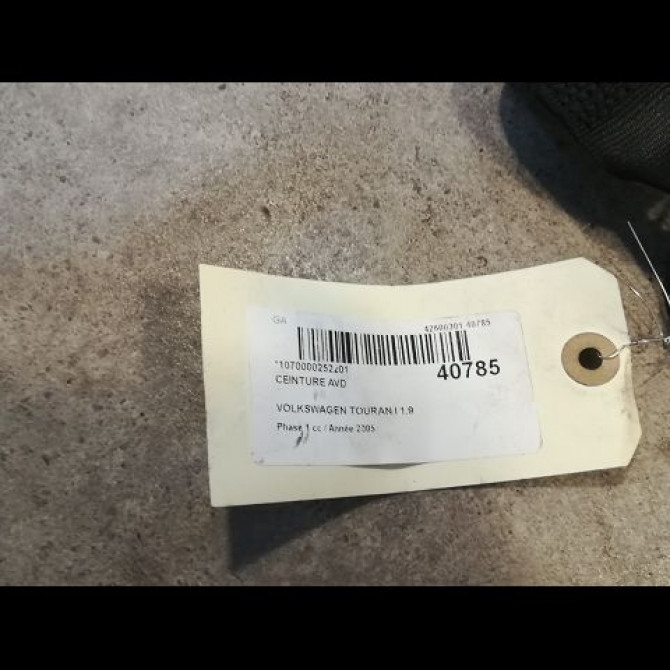 GA 42600301 40785
*1070000252201
40785
CEINTURE AVD
VOLKSWAGEN TOURAN I 1.9
Phase 1 cc / Année 2005